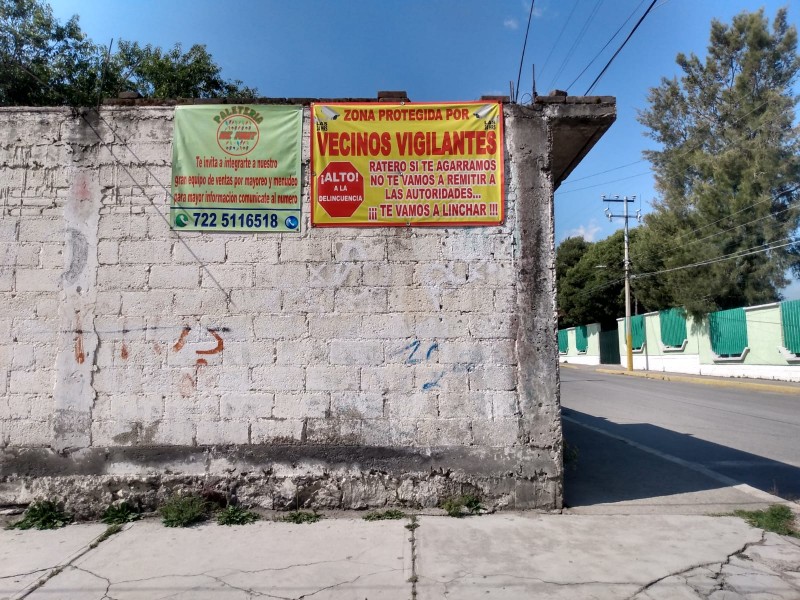 PALETERIA
Te invita a integrarte a nuestro
gran equipo de ventas por mayoreo y menudeo
para mayor información comunicate al numero
722 5116518
ZONA PROTEGIDA POR
VECINOS VIGILANTES
¡ALTO!
A LA
DELINCUENCIA
RATERO SI TE AGARRAMOS
NO TE VAMOS A REMITIR A
LAS AUTORIDADES...
¡¡¡ TE VAMOS A LINCHAR !!!